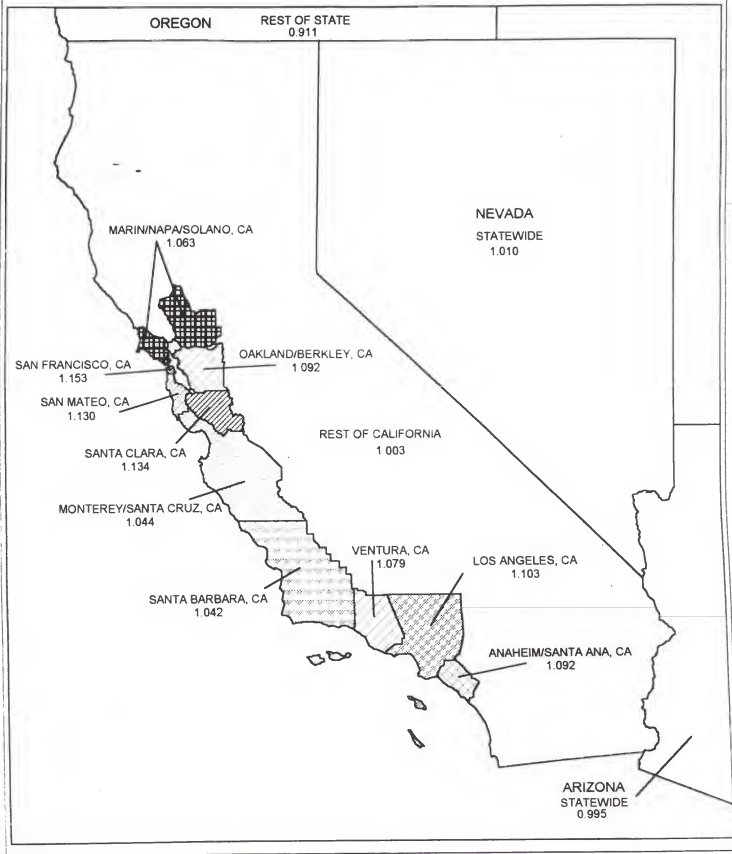 OREGON
REST OF STATE
0.911
NEVADA
STATEWIDE
1.010
MARIN/NAPA/SOLANO, CA
1.063
OAKLAND/BERKLEY, CA
1 092
SAN FRANCISCO, CA
1.153
SAN MATEO, CA
1.130
REST OF CALIFORNIA
1 003
SANTA CLARA, CA
1.134
MONTEREY/SANTA CRUZ, CA
1.044
VENTURA, CA
1.079
LOS ANGELES, CA
1.103
SANTA BARBARA, CA
1.042
ANAHEIM/SANTA ANA, CA
1.092
ARIZONA
STATEWIDE
0.995